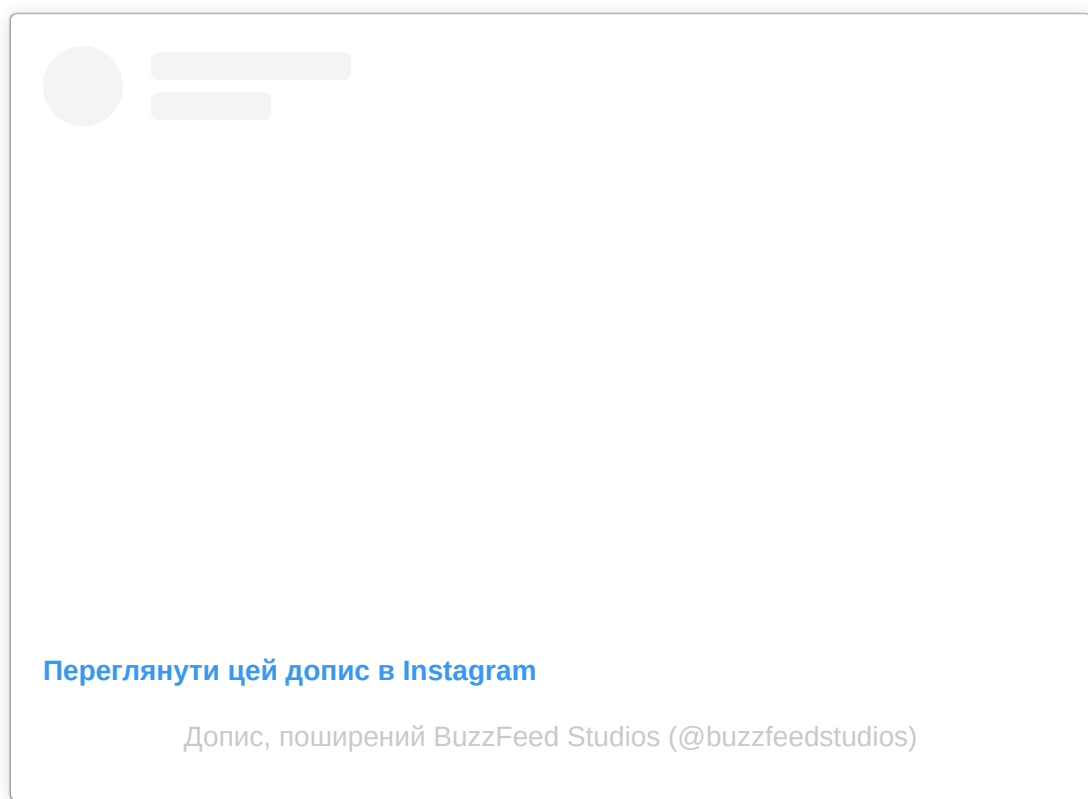 Переглянути цей допис в Instagram
Допис, поширений BuzzFeed Studios (@buzzfeedstudios)